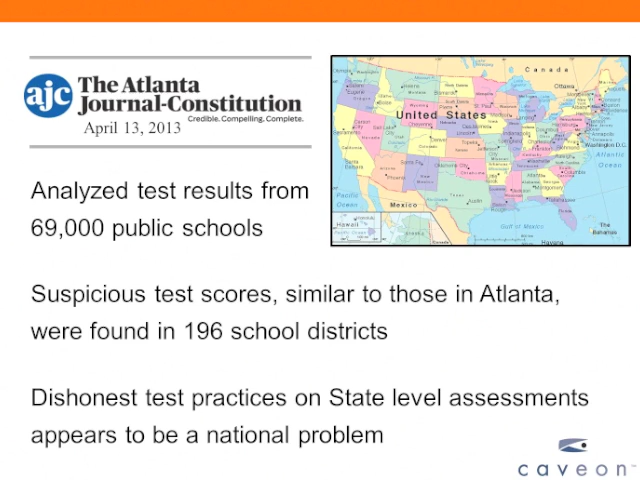 ajc The Atlanta
Journal-Constitution
Credible.Compelling.Complete.
April 13, 2013
Canada
Ottawa
United States
Washington D.C.
Atlantic
Ocean
Pacific
Ocean
Mexico
Gulf of Mexico
Hawaii
Havana
The
Bahamas
Analyzed test results from
69,000 public schools
Suspicious test scores, similar to those in Atlanta,
were found in 196 school districts
Dishonest test practices on State level assessments
appears to be a national problem
caveon™